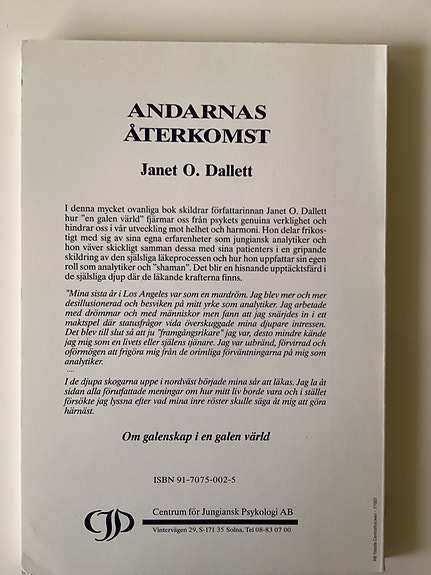 ANDARNAS
ÅTERKOMST
Janet O. Dallett
I denna mycket ovanliga bok skildrar författarinnan Janet O. Dallett
hur "en galen värld" fjärmar oss från psykets genuina verklighet och
hindrar oss i vår utveckling mot helhet och harmoni. Hon delar frikos-
tigt med sig av sina egna erfarenheter som jungiansk analytiker och
hon väver skickligt samman dessa med sina patienters i en gripande
skildring av den själsliga läkeprocessen och hur hon uppfattar sin egen
roll som analytiker och "shaman". Det blir en hisnande upptäcktsfärd i
de själsliga djup där de läkande krafterna finns.
"Mina sista år i Los Angeles var som en mardröm. Jag blev mer och mer
desillusionerad och besviken på mitt yrke som analytiker. Jag arbetade
med drömmar och med människor men fann att jag snärjdes in i ett
maktspel där statusfrågor vida överskuggade mina djupare intressen.
Det blev till slut så att ju "framgångsrikare" jag var, desto mindre kände
jag mig som en livets eller själens tjänare. Jag var utbränd, förvirrad och
oförmögen att frigöra mig från de orimliga förväntningarna på mig som
analytiker.
....
I de djupa skogarna uppe i nordväst började mina sår att läkas. Jag la åt
sidan alla förutfattade meningar om hur mitt liv borde vara och i stället
försökte jag lyssna efter vad mina inre röster skulle säga åt mig att göra
härnäst.
Om galenskap i en galen värld
ISBN 91-7075-002-5
CJP
Centrum för Jungiansk Psykologi AB
Vintervägen 29, S-171 35 Solna, Tel 08-83 07 00